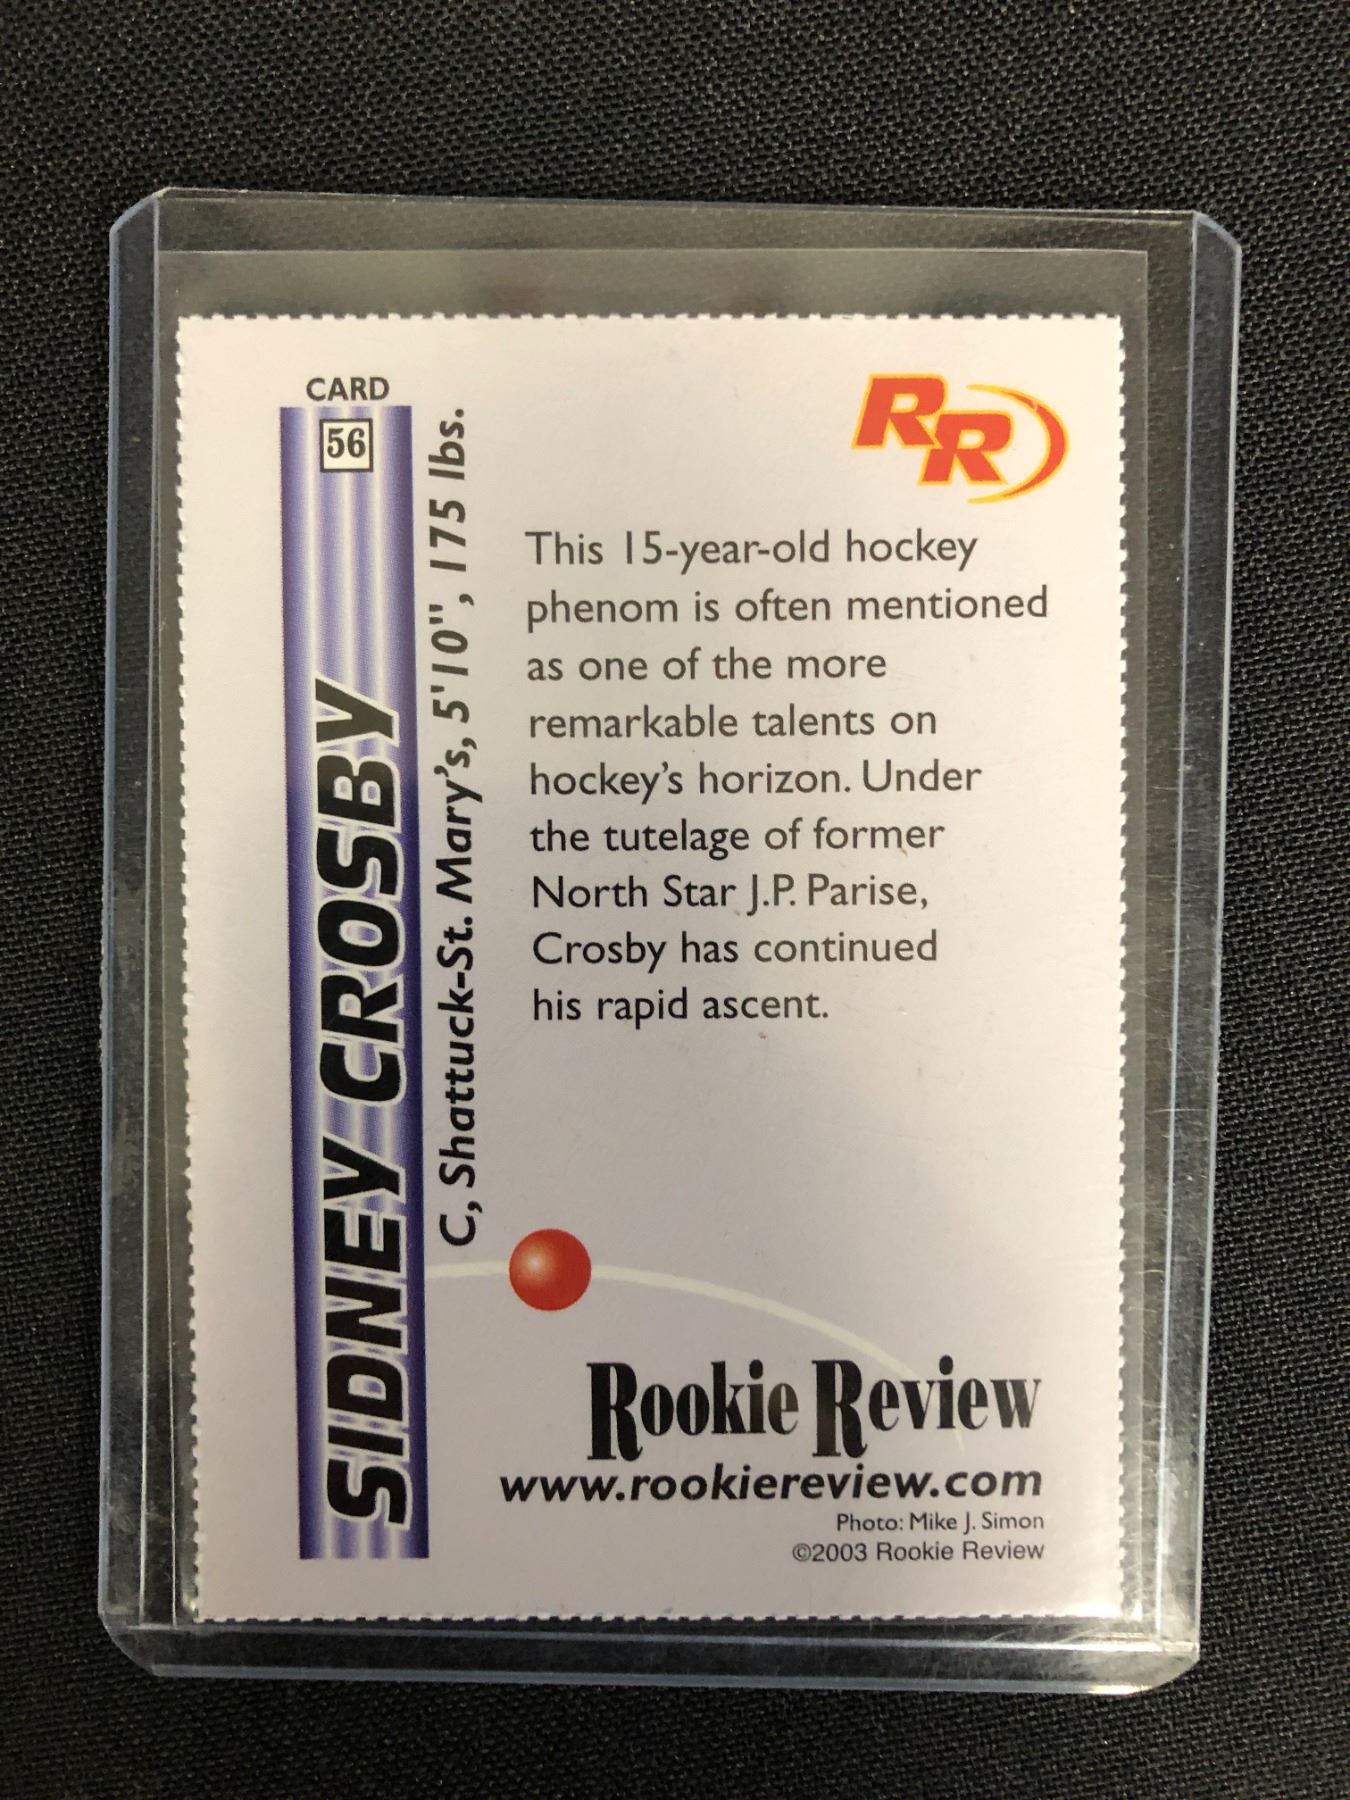 CARD
56
SIDNEY CROSBY
C, Shattuck-St. Mary's, 5'10", 175 lbs.
RR
This 15-year-old hockey
phenom is often mentioned
as one of the more
remarkable talents on
hockey's horizon. Under
the tutelage of former
North Star J.P. Parise,
Crosby has continued
his rapid ascent.
Rookie Review
www.rookiereview.com
Photo: Mike J. Simon
©2003 Rookie Review